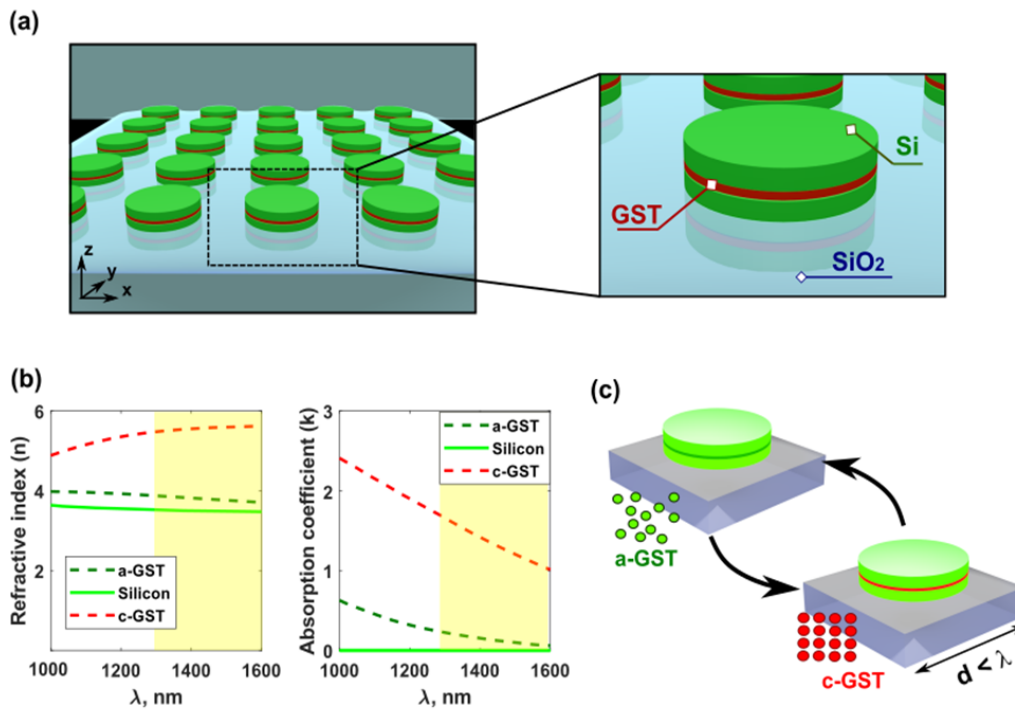 (a)
Si
GST
SiO₂
z
y
x
(b)
Refractive index (n)
6
4
2
a-GST
Silicon
c-GST
1000 1200 1400 1600
λ, nm
Absorption coefficient (k)
3
2
1
0
a-GST
Silicon
c-GST
1000 1200 1400 1600
λ, nm
(c)
a-GST
c-GST
d < λ